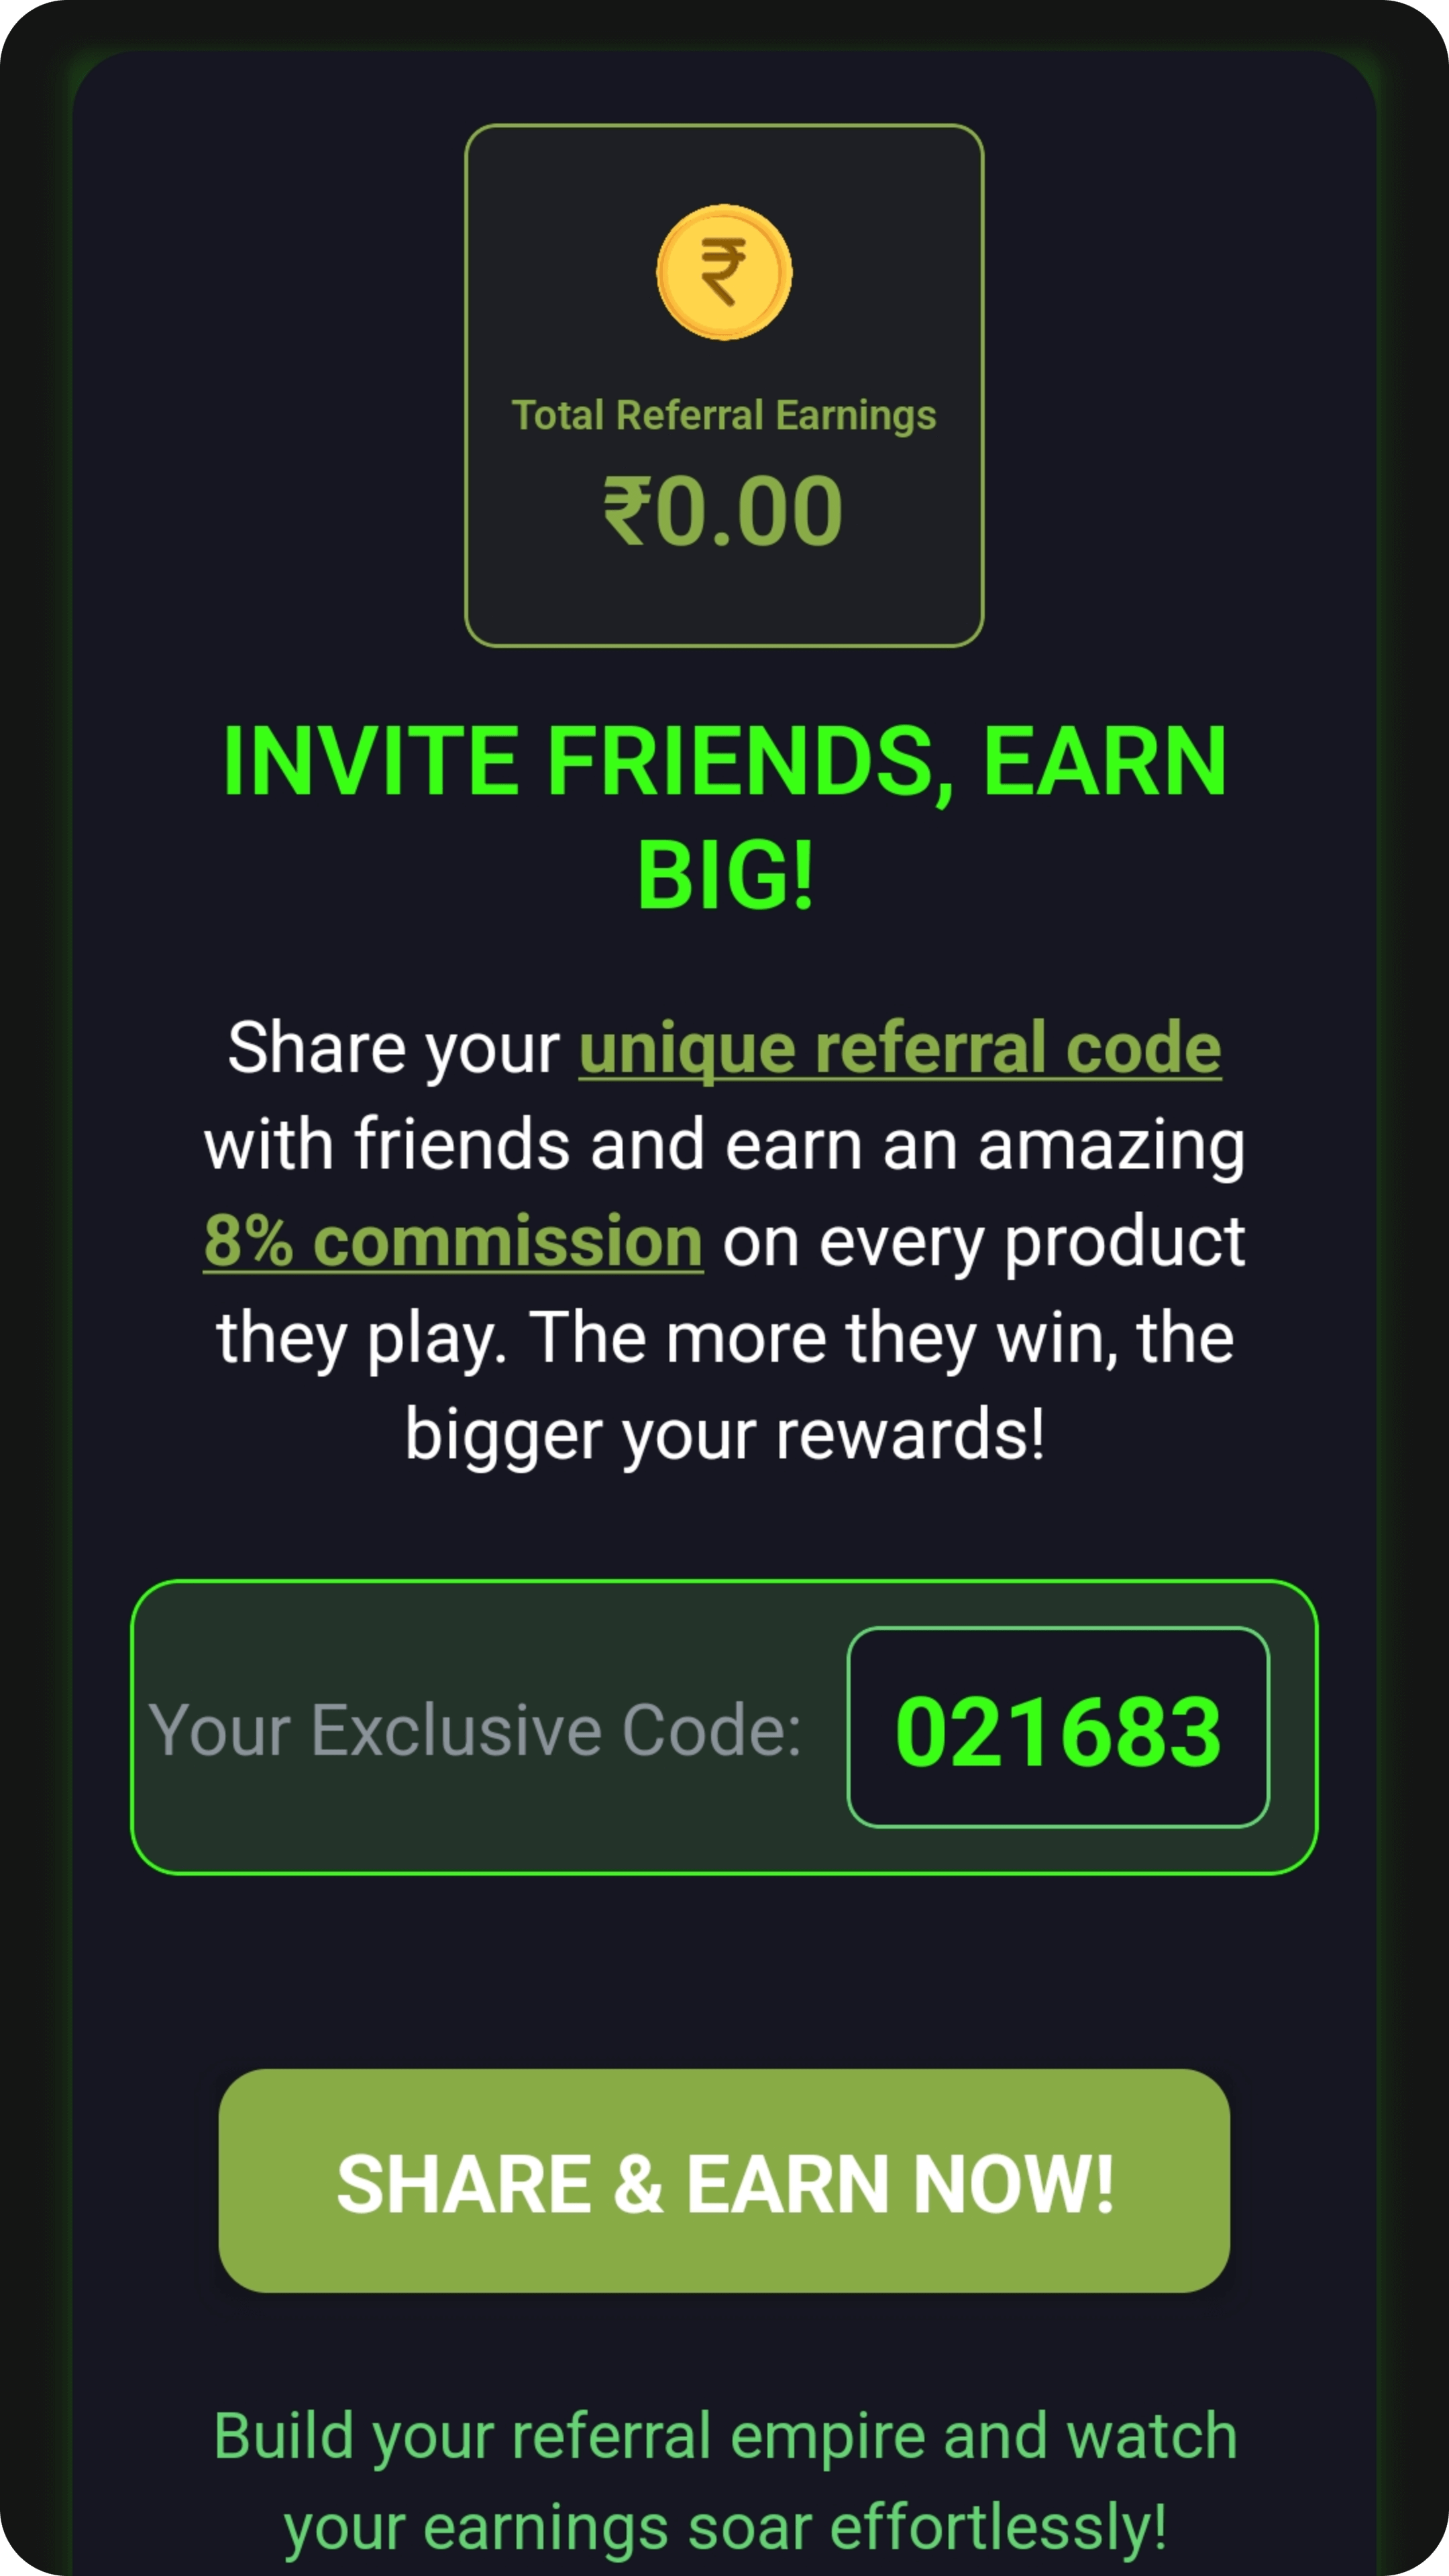 ₹
Total Referral Earnings
₹0.00
INVITE FRIENDS, EARN
BIG!
Share your unique referral code
with friends and earn an amazing
8% commission on every product
they play. The more they win, the
bigger your rewards!
Your Exclusive Code: 021683
SHARE & EARN NOW!
Build your referral empire and watch
your earnings soar effortlessly!